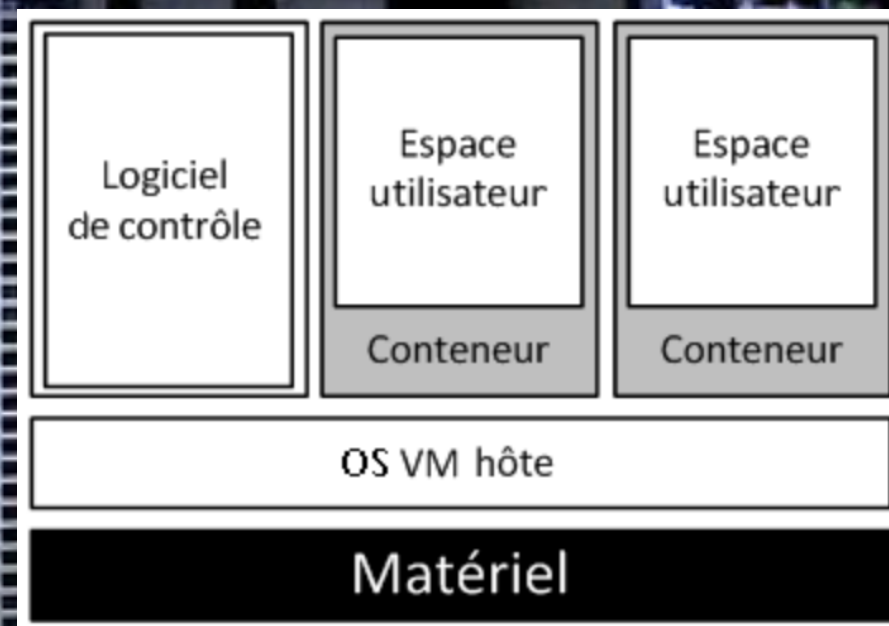 Logiciel
de contrôle
Espace
utilisateur
Conteneur
Espace
utilisateur
Conteneur
OS VM hôte
Matériel